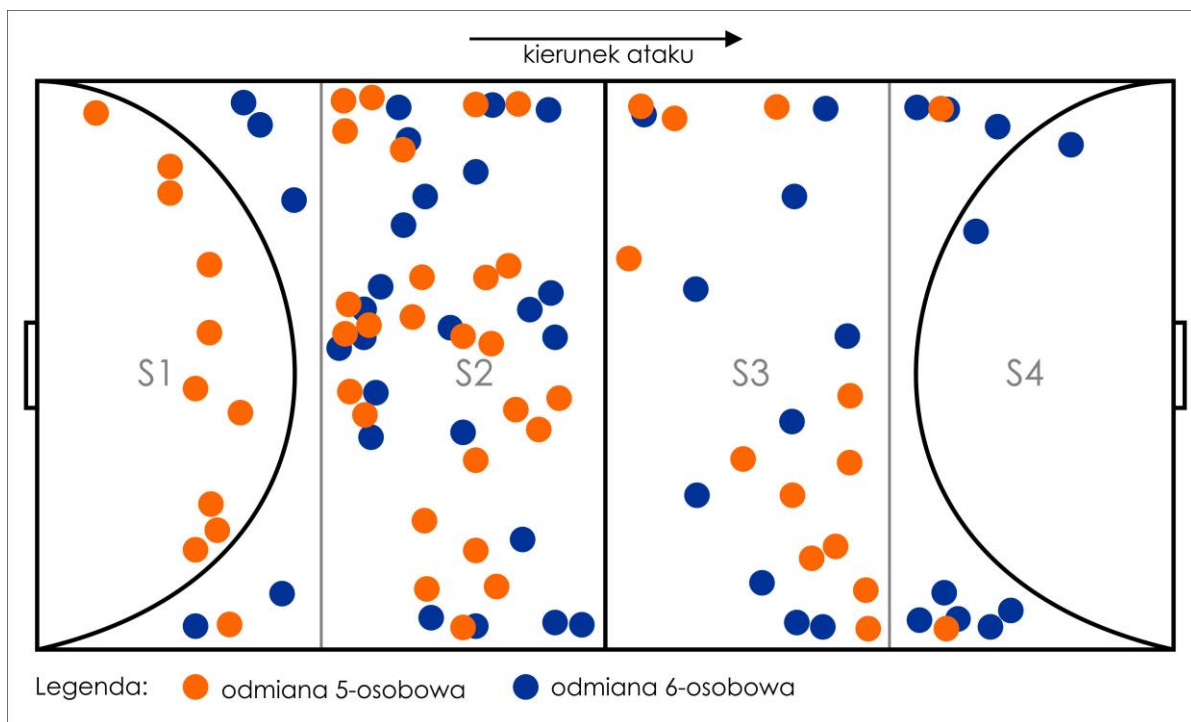 kierunek ataku
S1 S2 S3 S4
Legenda: odmiana 5-osobowa odmiana 6-osobowa